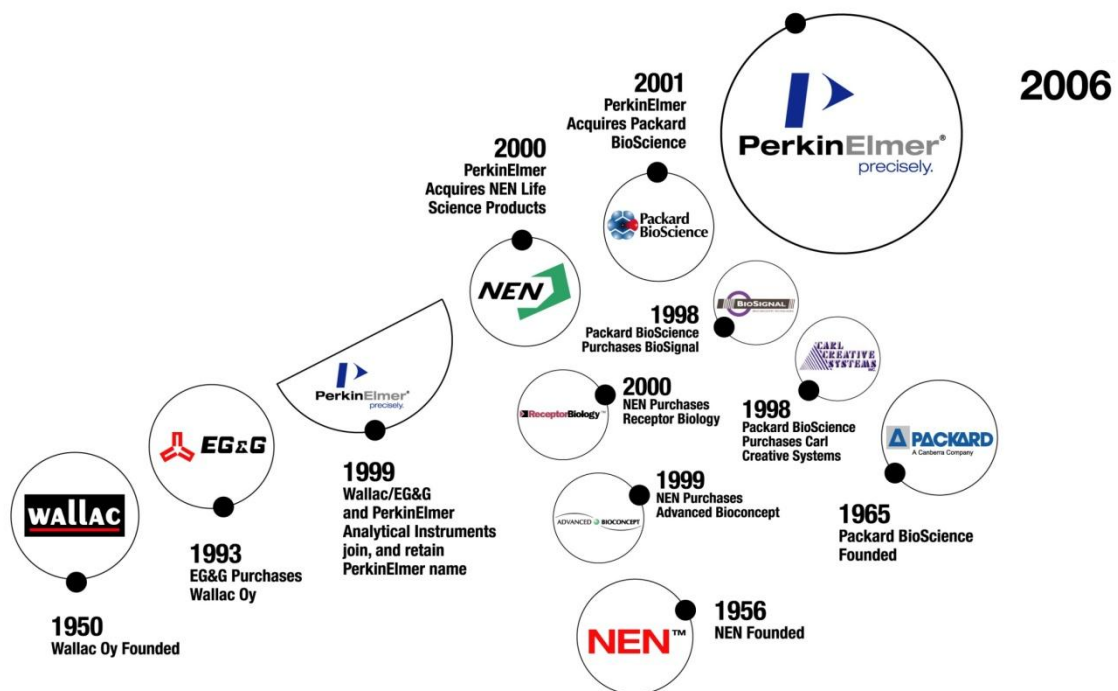 2006
PerkinElmer®
precisely.
2001
PerkinElmer
Acquires Packard
BioScience
Packard
BioScience
2000
PerkinElmer
Acquires NEN Life
Science Products
NEN
BIOSIGNAL
1998
Packard BioScience
Purchases BioSignal
CARL
CREATIVE
SYSTEMS
INC.
1998
Packard BioScience
Purchases Carl
Creative Systems
PerkinElmer®
precisely.
1999
Wallac/EG&G
and PerkinElmer
Analytical Instruments
join, and retain
PerkinElmer name
ReceptorBiology™
2000
NEN Purchases
Receptor Biology
PACKARD
A Canberra Company
1965
Packard BioScience
Founded
EG&G
1993
EG&G Purchases
Wallac Oy
ADVANCED BIOCONCEPT
1999
NEN Purchases
Advanced Bioconcept
WALLAC
1950
Wallac Oy Founded
NEN™
1956
NEN Founded